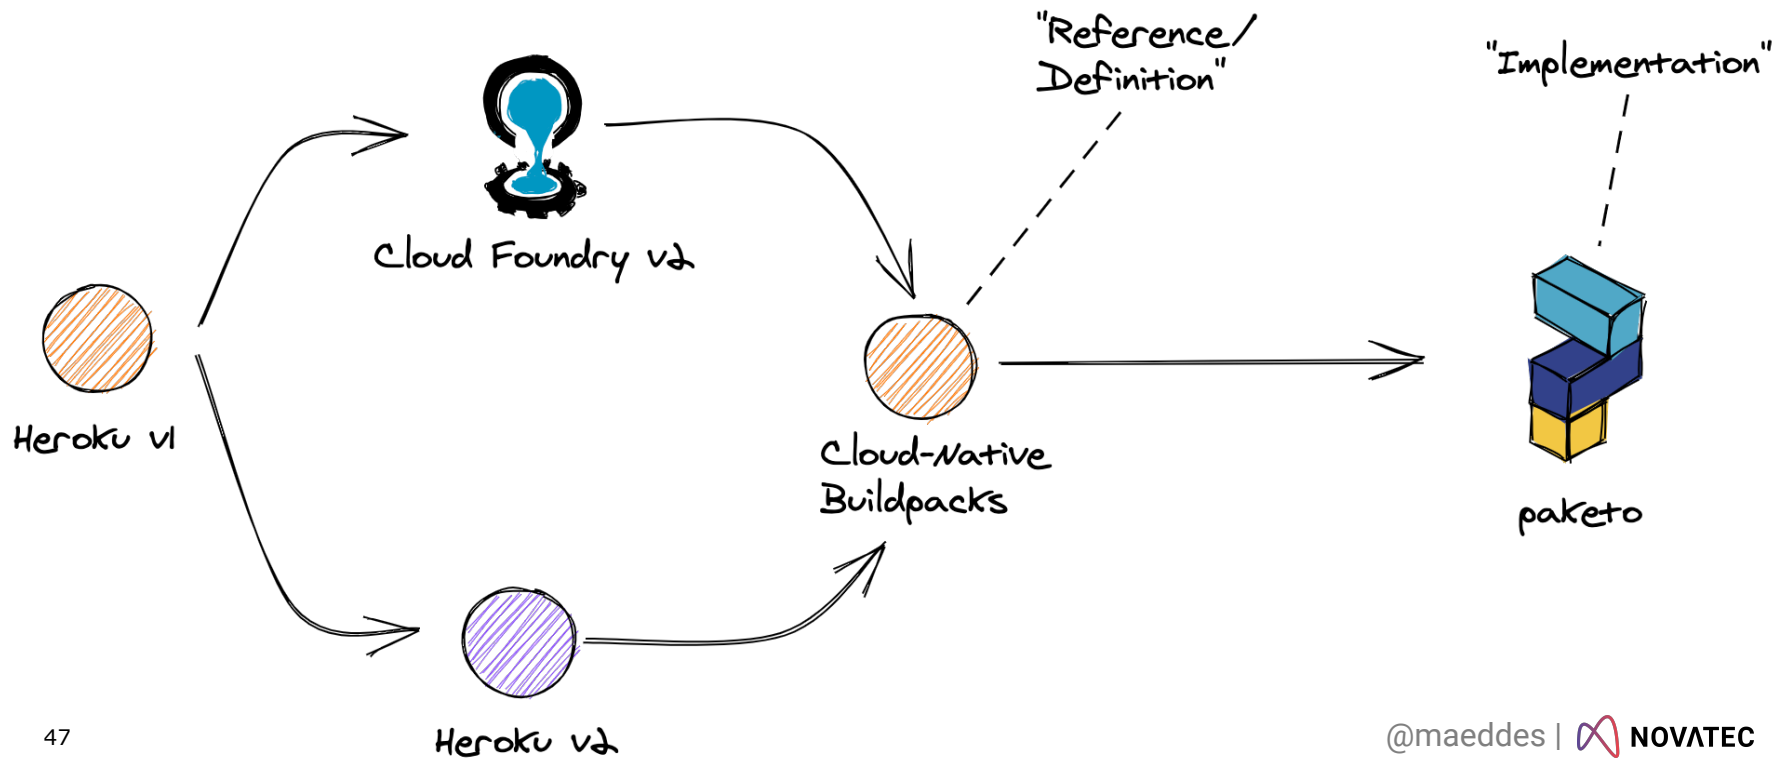 "Reference/
Definition"
"Implementation"
Cloud Foundry v2
Heroku v1
Cloud-Native
Buildpacks
paketo
Heroku v2
47
@maeddes |
NOVATEC